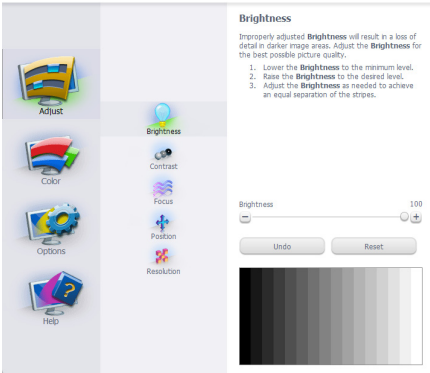 Adjust
Color
Options
Help
Brightness
Contrast
Focus
Position
Resolution
Brightness
Improperly adjusted Brightness will result in a loss of
detail in darker image areas. Adjust the Brightness for
the best possible picture quality.
1. Lower the Brightness to the minimum level.
2. Raise the Brightness to the desired level.
3. Adjust the Brightness as needed to achieve
an equal separation of the stripes.
Brightness 100
Undo Reset